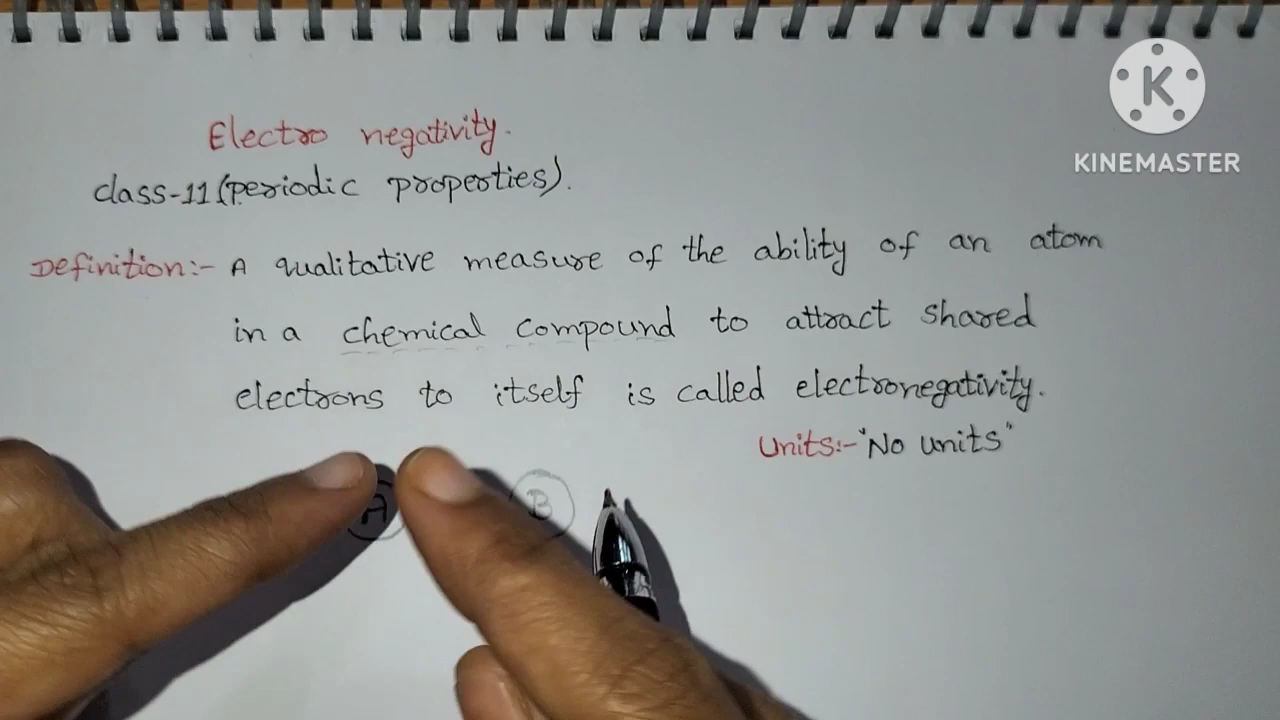 Electro negativity.
class-11 (periodic properties).
Definition:- A qualitative measure of the ability of an atom
in a chemical compound to attract shared
electrons to itself is called electronegativity.
Units:- "No units"
A B
K
KINEMASTER